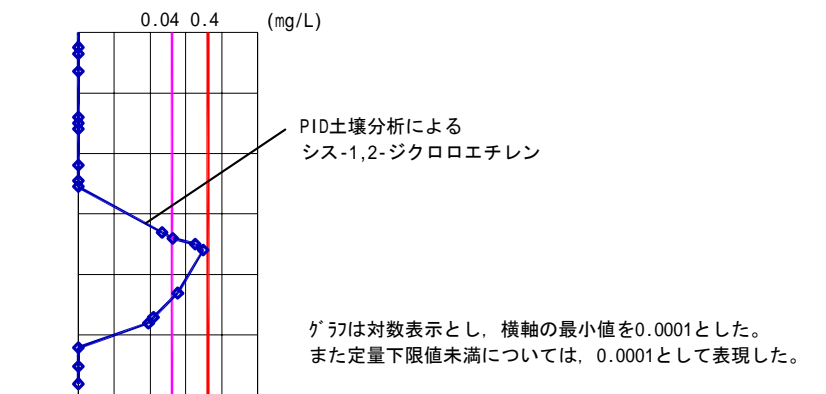 0.04 0.4 (mg/L)
PID土壌分析による
シス-1,2-ジクロロエチレン
グラフは対数表示とし，横軸の最小値を0.0001とした。
また定量下限値未満については，0.0001として表現した。